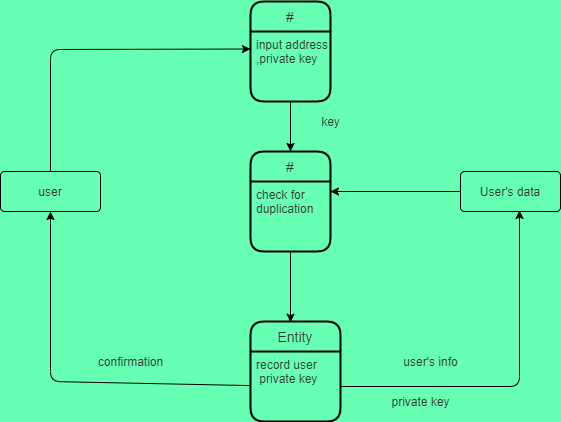 #
input address
,private key
key
user
#
check for
duplication
User's data
Entity
record user
private key
confirmation
user's info
private key